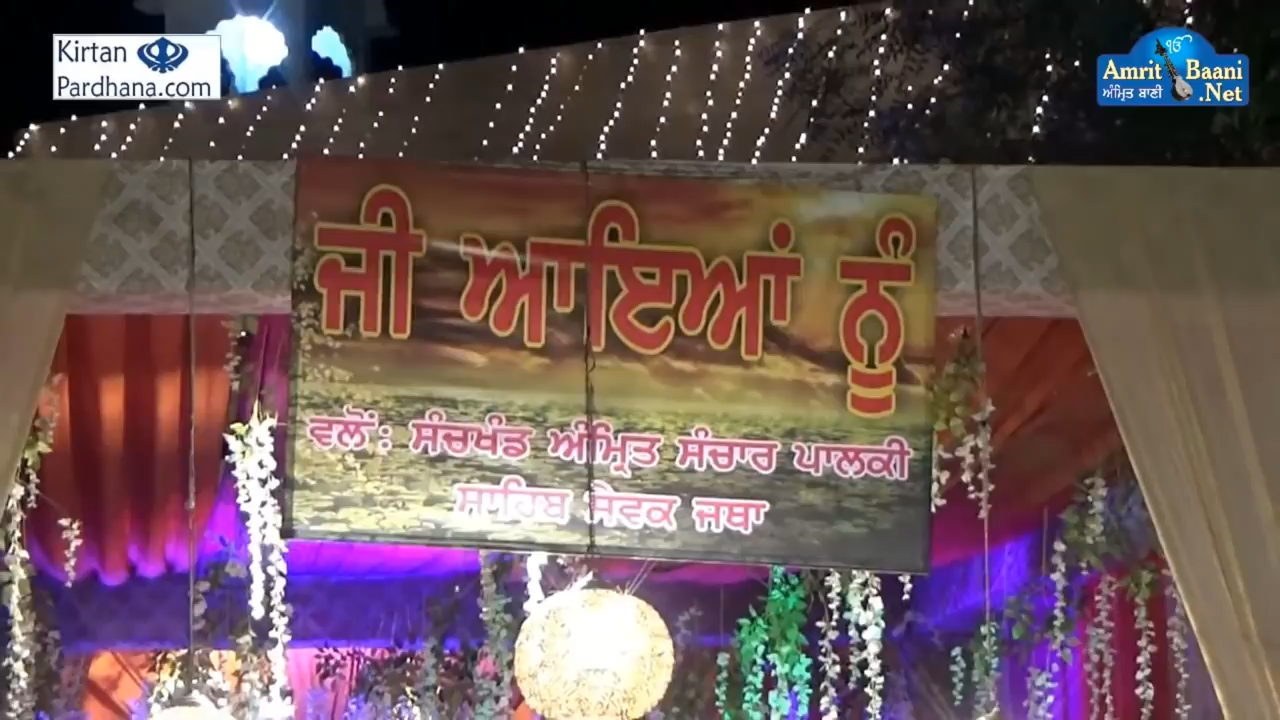 Kirtan
Pardhana.com
ੴ
Amrit Baani
ਅੰਮ੍ਰਿਤ ਬਾਣੀ .Net
ਜੀ ਆਇਆਂ ਨੂੰ
ਵਲੋਂ: ਸੱਚਖੰਡ ਅੰਮ੍ਰਿਤ ਸੰਚਾਰ ਪਾਲਕੀ
ਸਾਹਿਬ ਸੇਵਕ ਜਥਾ